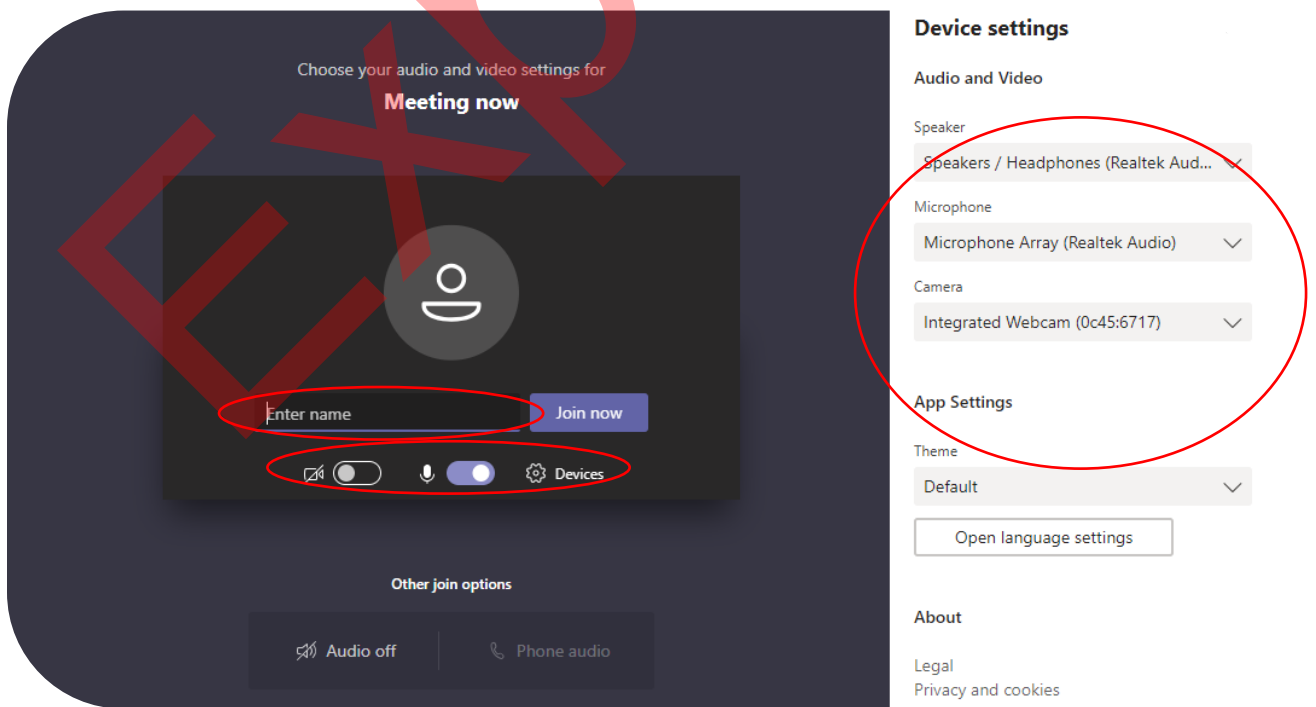 Choose your audio and video settings for
Meeting now
Enter name
Join now
Devices
Other join options
Audio off
Phone audio
Device settings
Audio and Video
Speaker
Speakers / Headphones (Realtek Aud...
Microphone
Microphone Array (Realtek Audio)
Camera
Integrated Webcam (0c45:6717)
App Settings
Theme
Default
Open language settings
About
Legal
Privacy and cookies